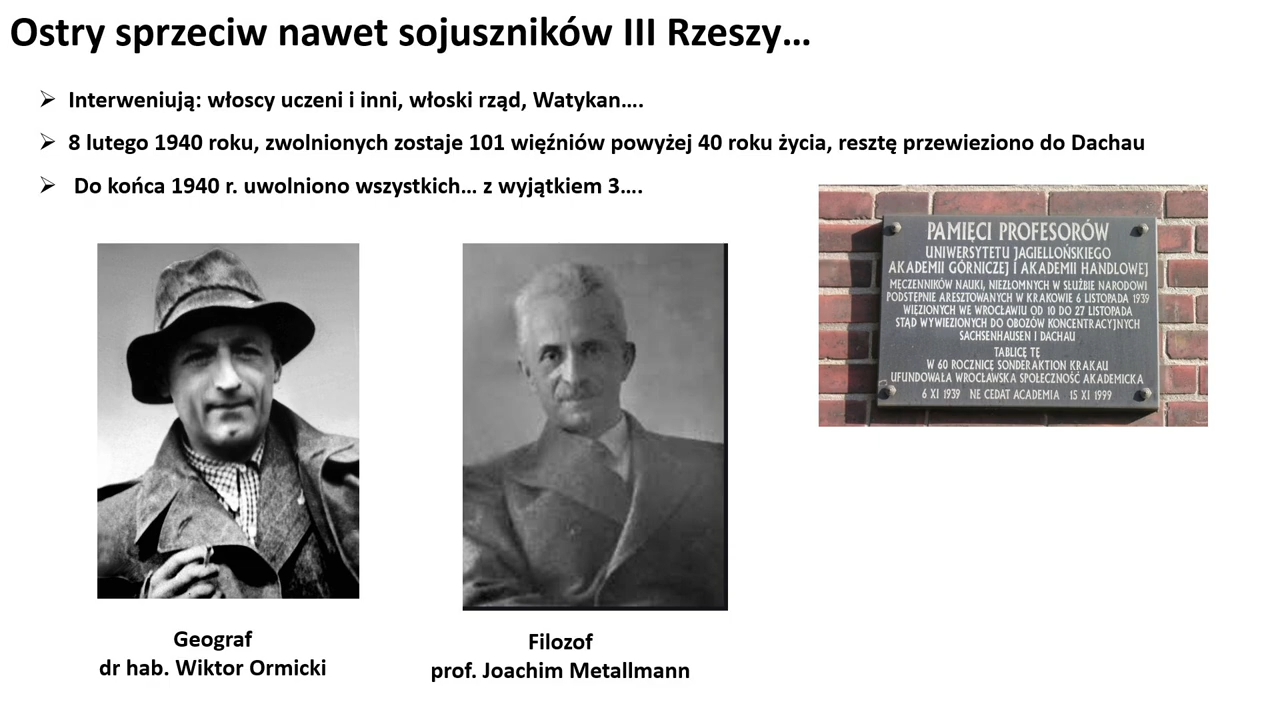 Ostry sprzeciw nawet sojuszników III Rzeszy...
Interweniują: włoscy uczeni i inni, włoski rząd, Watykan....
8 lutego 1940 roku, zwolnionych zostaje 101 więźniów powyżej 40 roku życia, resztę przewieziono do Dachau
Do końca 1940 r. uwolniono wszystkich... z wyjątkiem 3....
PAMIĘCI PROFESORÓW
UNIWERSYTETU JAGIELLOŃSKIEGO
AKADEMII GÓRNICZEJ I AKADEMII HANDLOWEJ
MĘCZENNIKÓW NAUKI, NIEZŁOMNYCH W SŁUŻBIE NARODOWI
PODSTĘPNIE ARESZTOWANYCH W KRAKOWIE 6 LISTOPADA 1939
WIĘZIONYCH WE WROCŁAWIU OD 10 DO 27 LISTOPADA
STĄD WYWIEZIONYCH DO OBOZÓW KONCENTRACYJNYCH
SACHSENHAUSEN I DACHAU
TABLICĘ TĘ
W 60 ROCZNICĘ SONDERAKTION KRAKAU
UFUNDOWAŁA WROCŁAWSKA SPOŁECZNOŚĆ AKADEMICKA
6 XI 1939 NE CEDAT ACADEMIA 15 XI 1999
Geograf
dr hab. Wiktor Ormicki
Filozof
prof. Joachim Metallmann